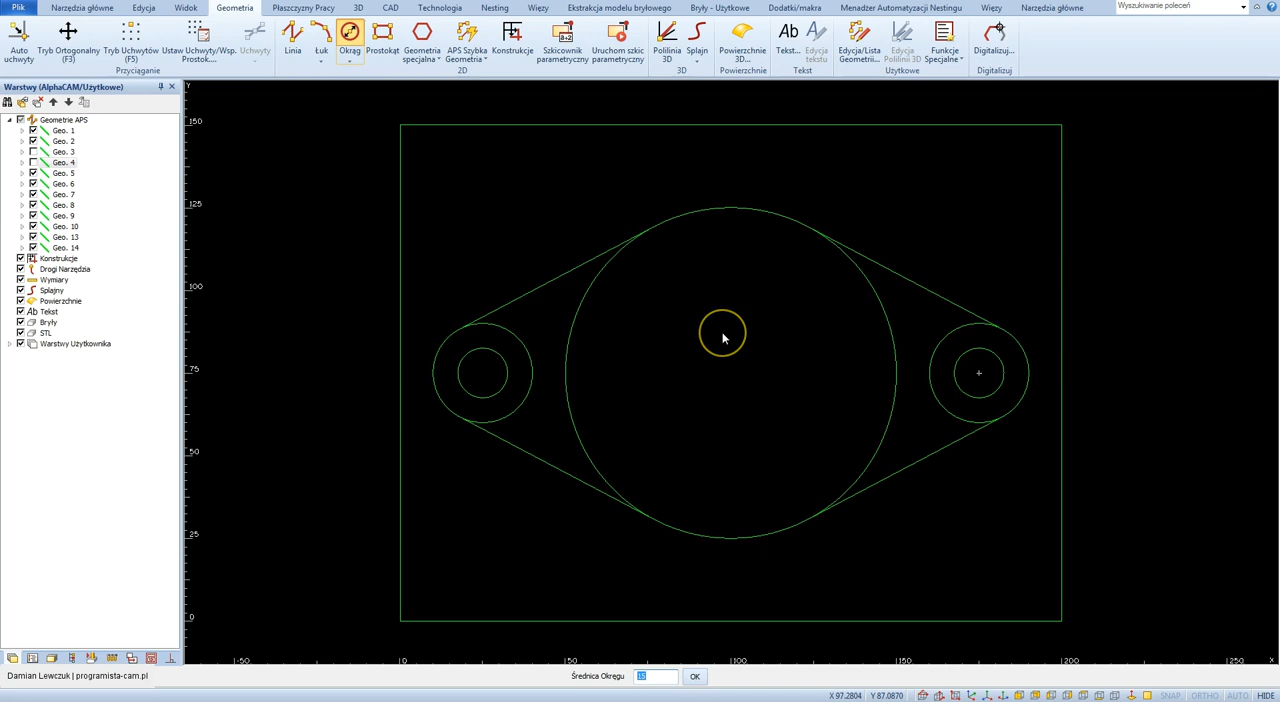 Plik Narzędzia główne Edycja Widok Geometria Płaszczyzny Pracy 3D CAD Technologia Nesting Więzy Ekstrakcja modelu bryłowego Bryły - Użytkowe Dodatki/makra Menadżer Automatyzacji Nestingu Więzy Narzędzia główne Wyszukiwanie poleceń
Auto uchwyty
Tryb Ortogonalny (F3)
Tryb Uchwytów (F5)
Ustaw Uchwyty/Wsp. Prostok....
Uchwyty
Linia
Łuk
Okrąg
Prostokąt
Geometria specjalna
APS Szybka Geometria
Konstrukcje
Szkicownik parametryczny
Uruchom szkic parametryczny
Polilinia 3D
Splajn
Powierzchnie 3D...
Tekst...
Edycja tekstu
Edycja/Lista Geometrii...
Edycja Polilinii 3D
Funkcje Specjalne
Digitalizuj...
Przyciąganie 2D 3D Powierzchnie Tekst Użytkowe Digitalizuj
Warstwy (AlphaCAM/Użytkowe)
Geometrie APS
Geo. 1
Geo. 2
Geo. 3
Geo. 4
Geo. 5
Geo. 6
Geo. 7
Geo. 8
Geo. 9
Geo. 10
Geo. 13
Geo. 14
Konstrukcje
Drogi Narzędzia
Wymiary
Splajny
Powierzchnie
Tekst
Bryły
STL
Warstwy Użytkownika
Y
150
125
100
75
50
25
0
-50 0 50 100 150 200 250 X
Damian Lewczuk | programista-cam.pl
Średnica Okręgu 15 OK
X 97.2804 Y 87.0870 SNAP ORTHO AUTO HIDE